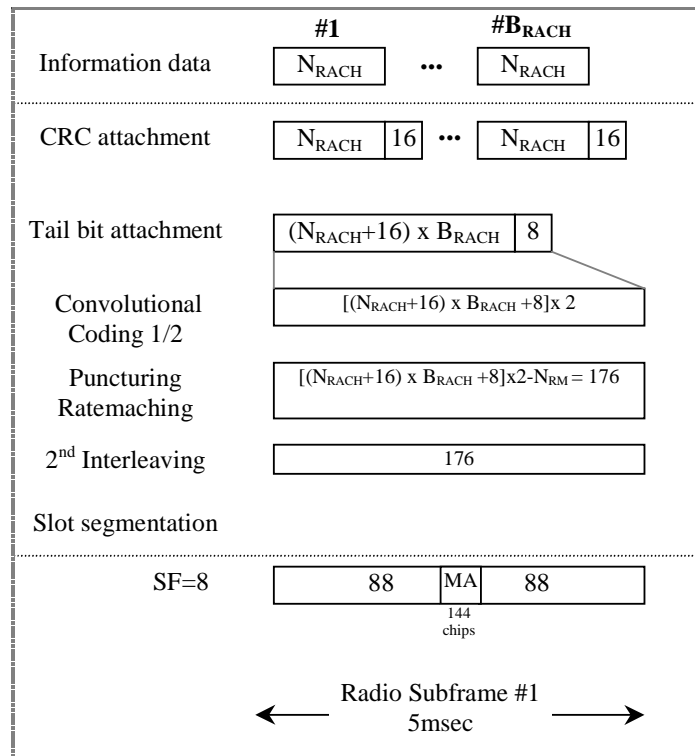 #1 #B_RACH
Information data N_RACH ... N_RACH
CRC attachment N_RACH 16 ... N_RACH 16
Tail bit attachment (N_RACH+16) x B_RACH 8
Convolutional
Coding 1/2
[(N_RACH+16) x B_RACH +8]x 2
Puncturing
Ratemaching
[(N_RACH+16) x B_RACH +8]x2-N_RM = 176
2nd Interleaving 176
Slot segmentation
SF=8 88 MA 88
144
chips
Radio Subframe #1
5msec